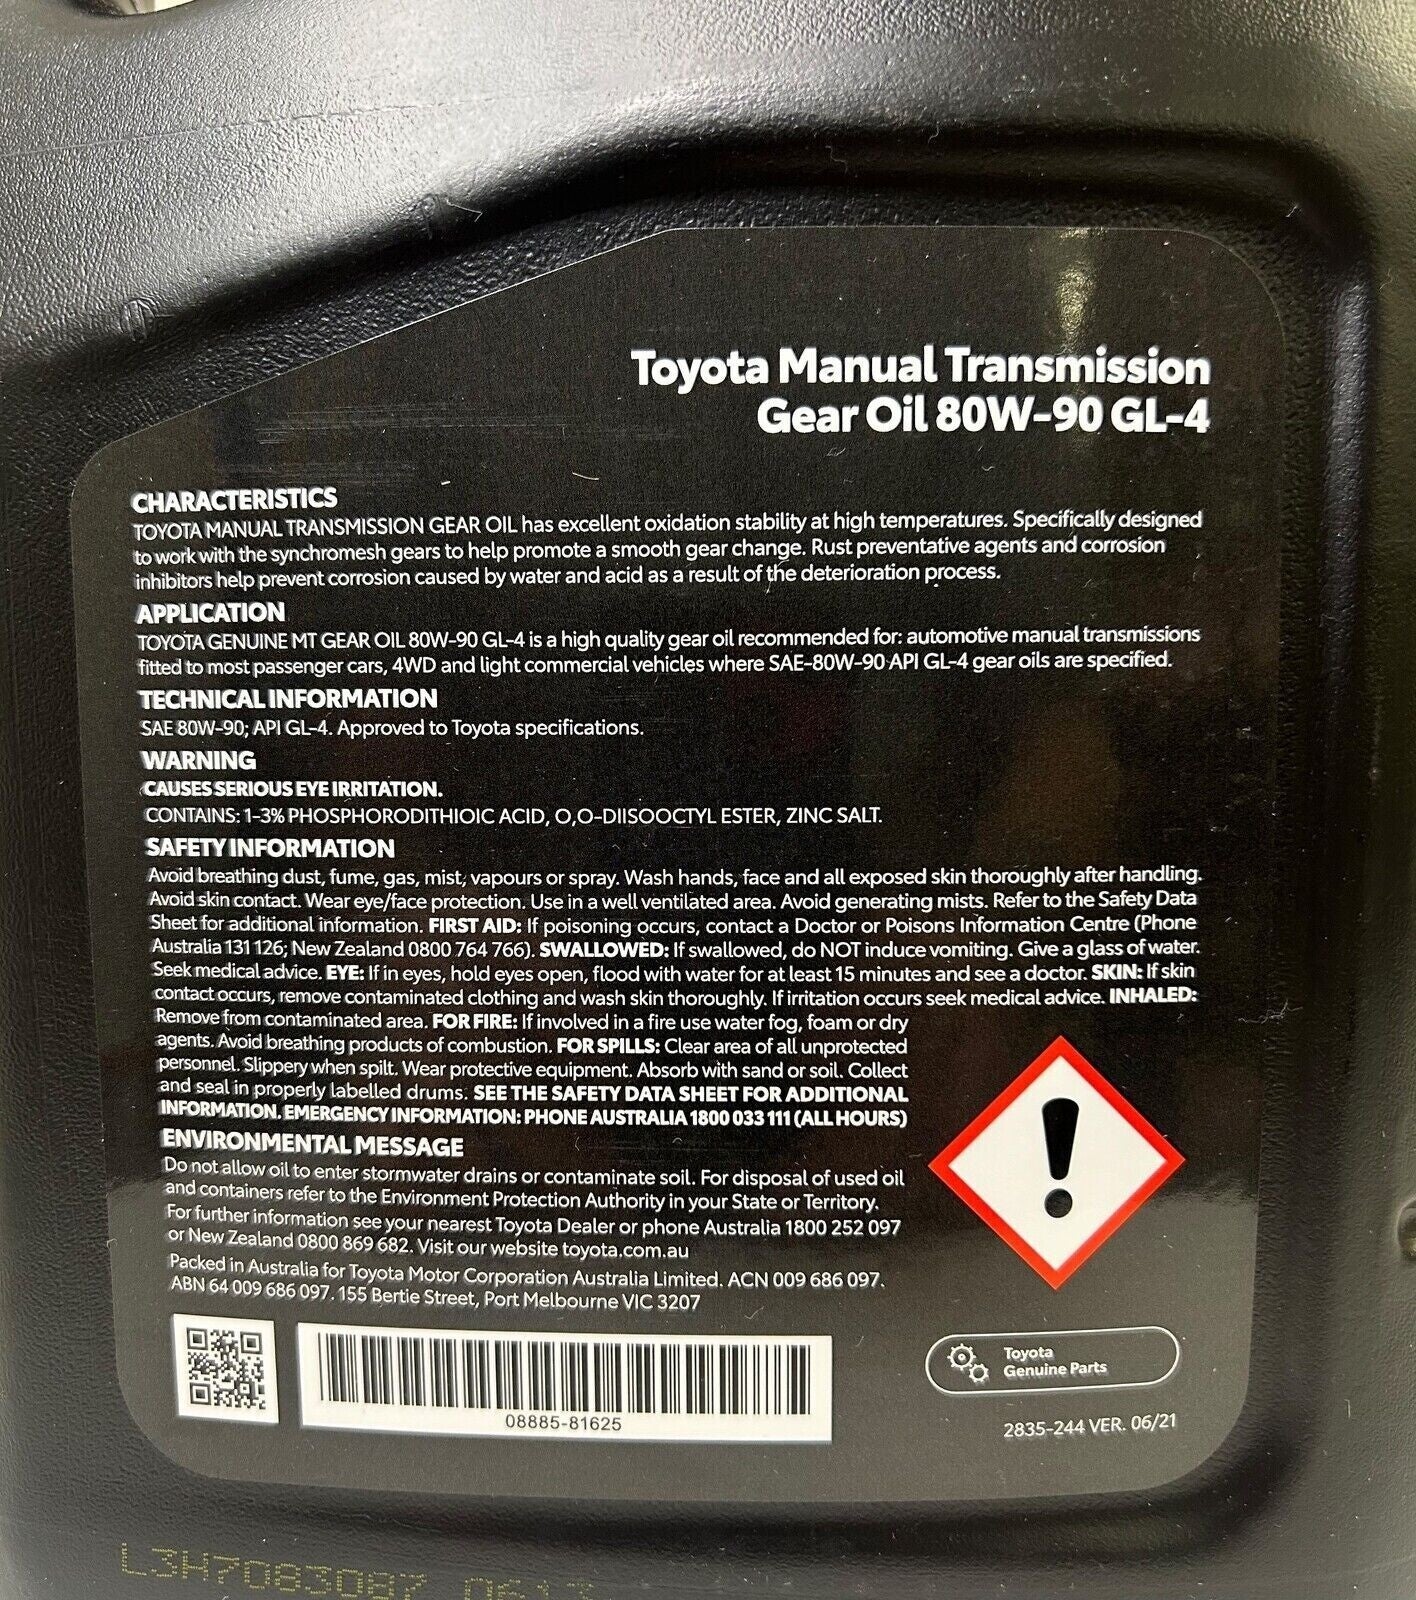 Toyota Manual Transmission
Gear Oil 80W-90 GL-4
CHARACTERISTICS
TOYOTA MANUAL TRANSMISSION GEAR OIL has excellent oxidation stability at high temperatures. Specifically designed
to work with the synchromesh gears to help promote a smooth gear change. Rust preventative agents and corrosion
inhibitors help prevent corrosion caused by water and acid as a result of the deterioration process.
APPLICATION
TOYOTA GENUINE MT GEAR OIL 80W-90 GL-4 is a high quality gear oil recommended for: automotive manual transmissions
fitted to most passenger cars, 4WD and light commercial vehicles where SAE-80W-90 API GL-4 gear oils are specified.
TECHNICAL INFORMATION
SAE 80W-90; API GL-4. Approved to Toyota specifications.
WARNING
CAUSES SERIOUS EYE IRRITATION.
CONTAINS: 1-3% PHOSPHORODITHIOIC ACID, O,O-DIISOOCTYL ESTER, ZINC SALT.
SAFETY INFORMATION
Avoid breathing dust, fume, gas, mist, vapours or spray. Wash hands, face and all exposed skin thoroughly after handling.
Avoid skin contact. Wear eye/face protection. Use in a well ventilated area. Avoid generating mists. Refer to the Safety Data
Sheet for additional information. FIRST AID: If poisoning occurs, contact a Doctor or Poisons Information Centre (Phone
Australia 131 126; New Zealand 0800 764 766). SWALLOWED: If swallowed, do NOT induce vomiting. Give a glass of water.
Seek medical advice. EYE: If in eyes, hold eyes open, flood with water for at least 15 minutes and see a doctor. SKIN: If skin
contact occurs, remove contaminated clothing and wash skin thoroughly. If irritation occurs seek medical advice. INHALED:
Remove from contaminated area. FOR FIRE: If involved in a fire use water fog, foam or dry
agents. Avoid breathing products of combustion. FOR SPILLS: Clear area of all unprotected
personnel. Slippery when spilt. Wear protective equipment. Absorb with sand or soil. Collect
and seal in properly labelled drums. SEE THE SAFETY DATA SHEET FOR ADDITIONAL
INFORMATION. EMERGENCY INFORMATION: PHONE AUSTRALIA 1800 033 111 (ALL HOURS)
ENVIRONMENTAL MESSAGE
Do not allow oil to enter stormwater drains or contaminate soil. For disposal of used oil
and containers refer to the Environment Protection Authority in your State or Territory.
For further information see your nearest Toyota Dealer or phone Australia 1800 252 097
or New Zealand 0800 869 682. Visit our website toyota.com.au
Packed in Australia for Toyota Motor Corporation Australia Limited. ACN 009 686 097.
ABN 64 009 686 097. 155 Bertie Street, Port Melbourne VIC 3207
08885-81625
Toyota
Genuine Parts
2835-244 VER. 06/21
L3H7083087